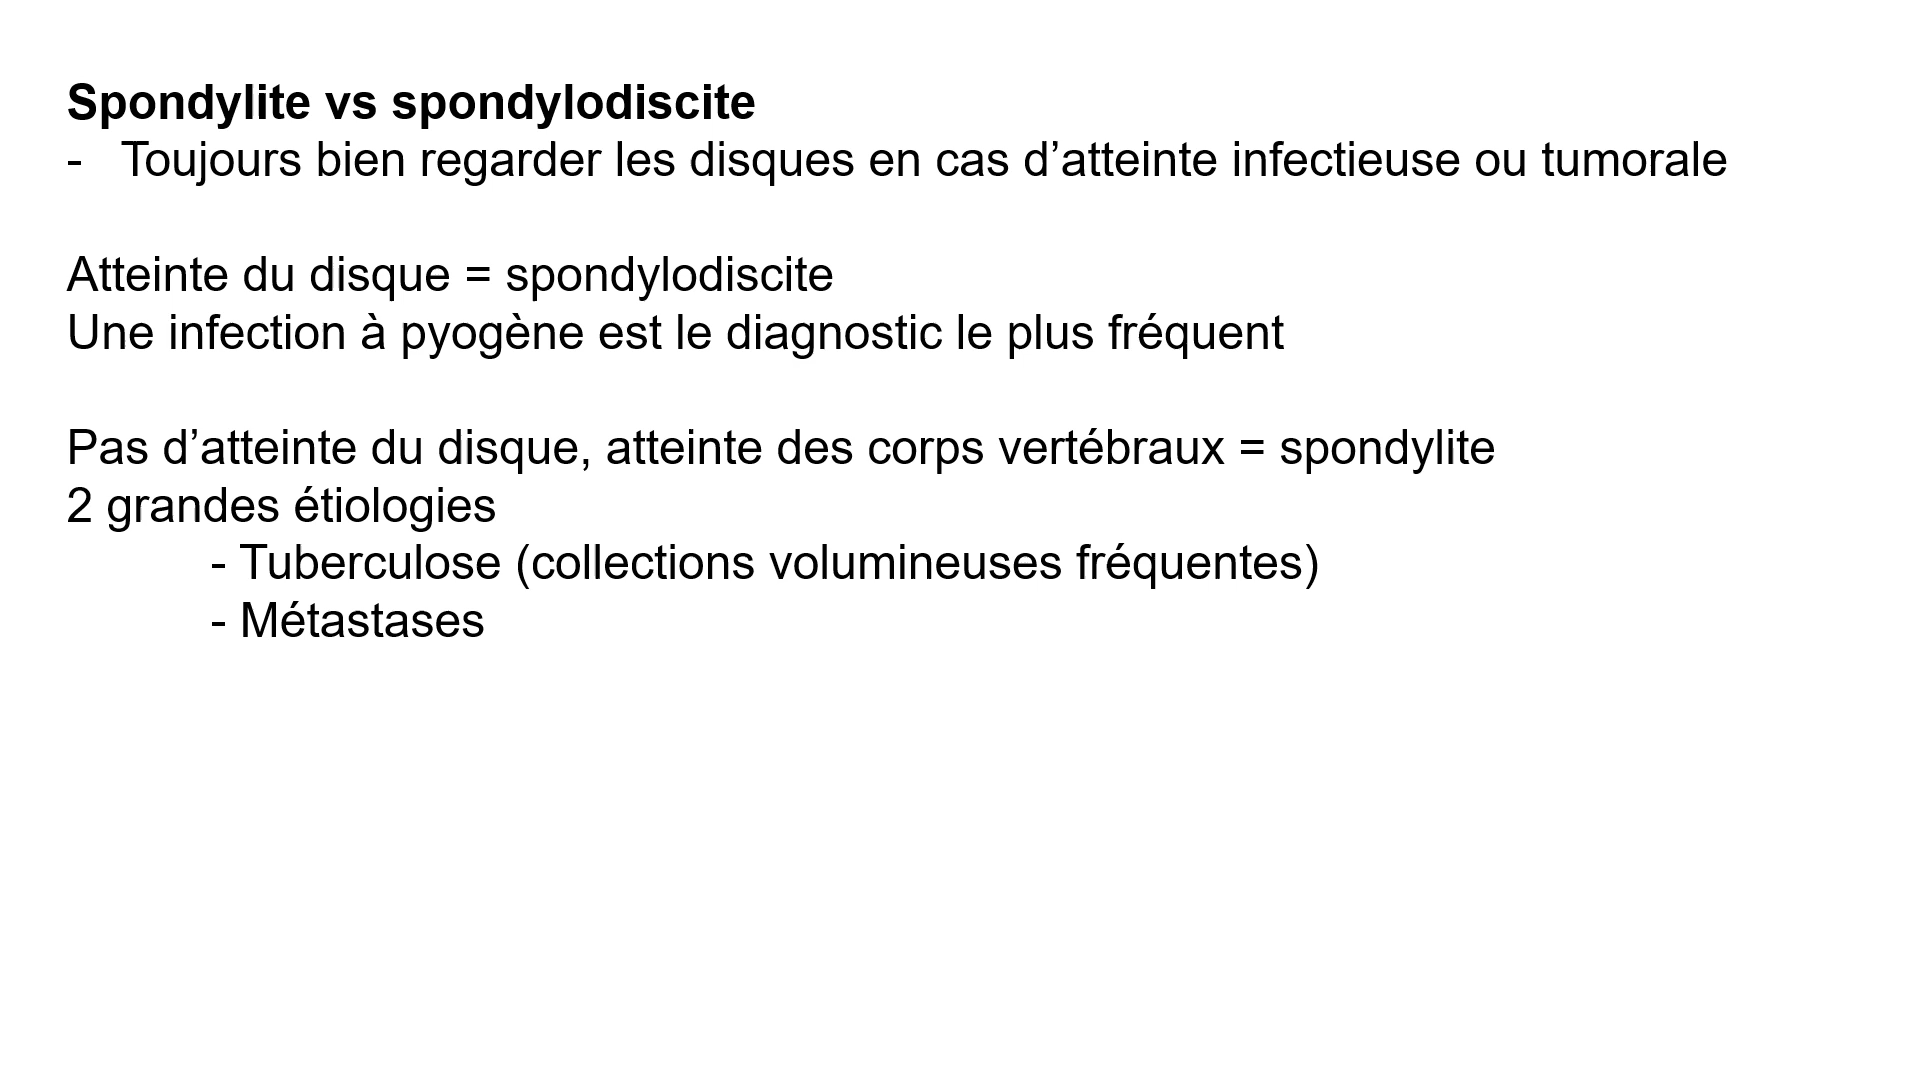 Spondylite vs spondylodiscite
- Toujours bien regarder les disques en cas d’atteinte infectieuse ou tumorale
Atteinte du disque = spondylodiscite
Une infection à pyogène est le diagnostic le plus fréquent
Pas d’atteinte du disque, atteinte des corps vertébraux = spondylite
2 grandes étiologies
- Tuberculose (collections volumineuses fréquentes)
- Métastases